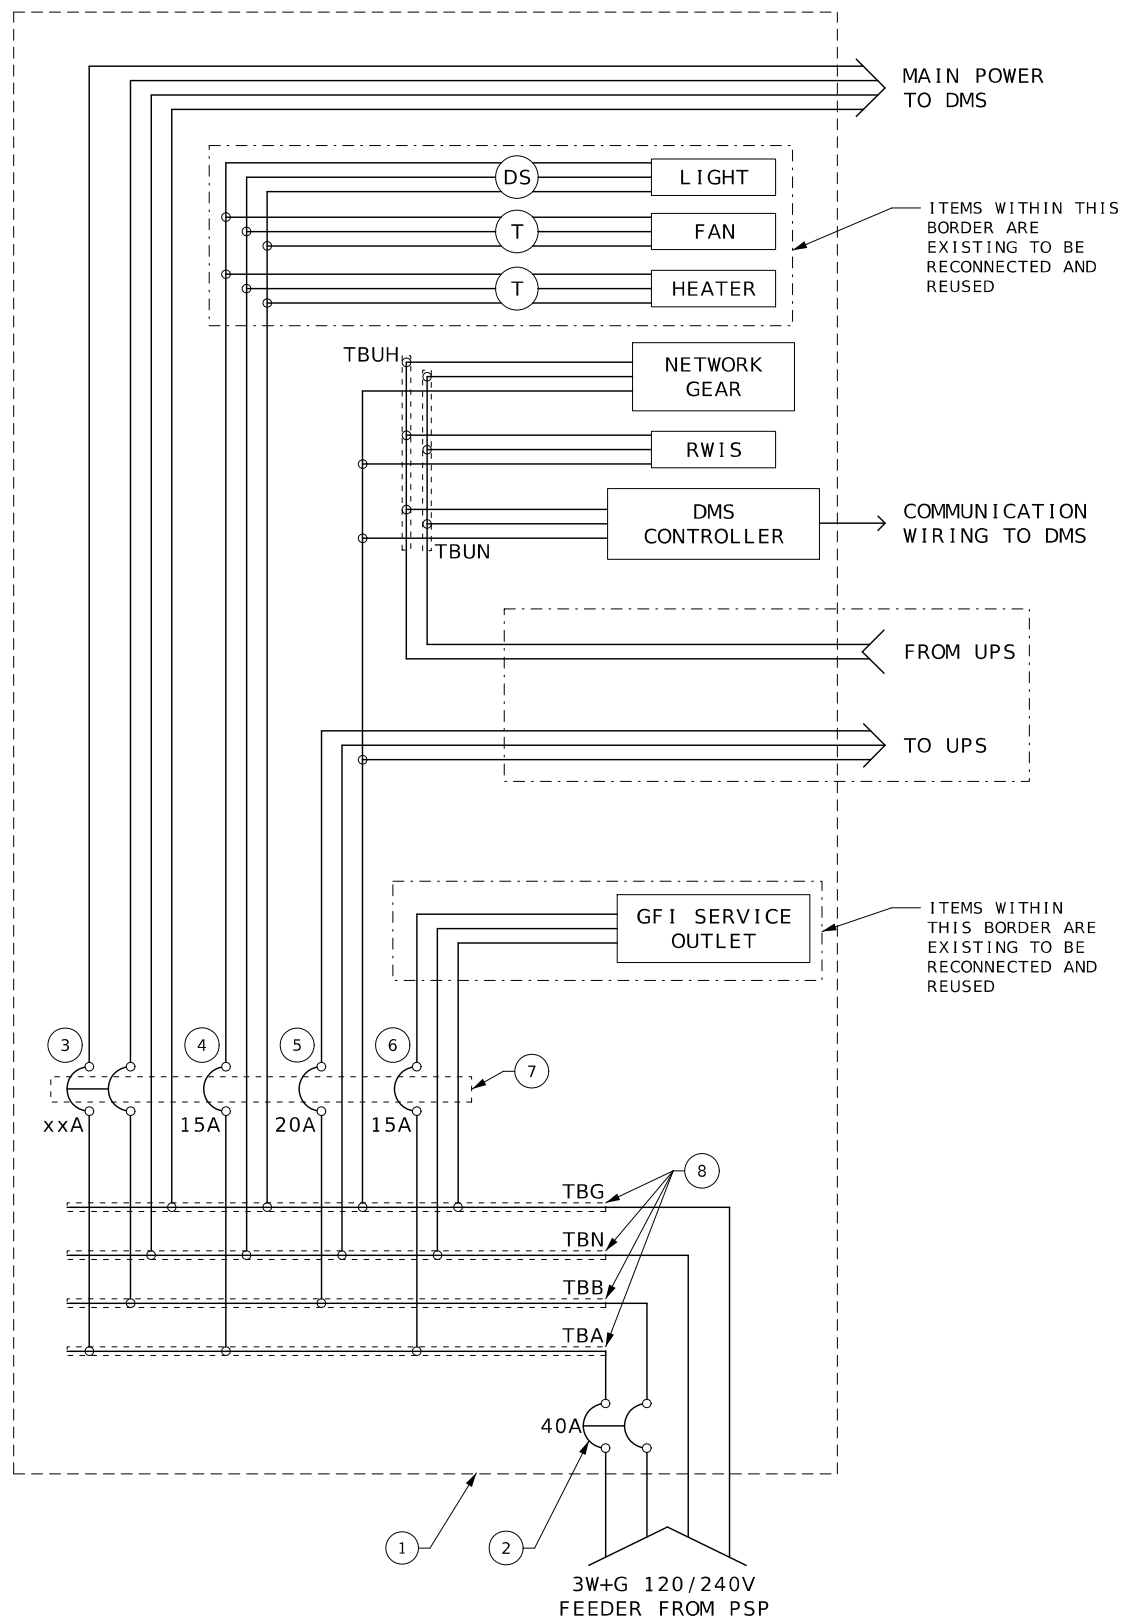 MAIN POWER
TO DMS
DS
LIGHT
T
FAN
T
HEATER
ITEMS WITHIN THIS
BORDER ARE
EXISTING TO BE
RECONNECTED AND
REUSED
TBUH
NETWORK
GEAR
RWIS
DMS
CONTROLLER
TBUN
COMMUNICATION
WIRING TO DMS
FROM UPS
TO UPS
GFI SERVICE
OUTLET
ITEMS WITHIN
THIS BORDER ARE
EXISTING TO BE
RECONNECTED AND
REUSED
3
4
5
6
7
xxA
15A
20A
15A
8
TBG
TBN
TBB
TBA
40A
1
2
3W+G 120/240V
FEEDER FROM PSP